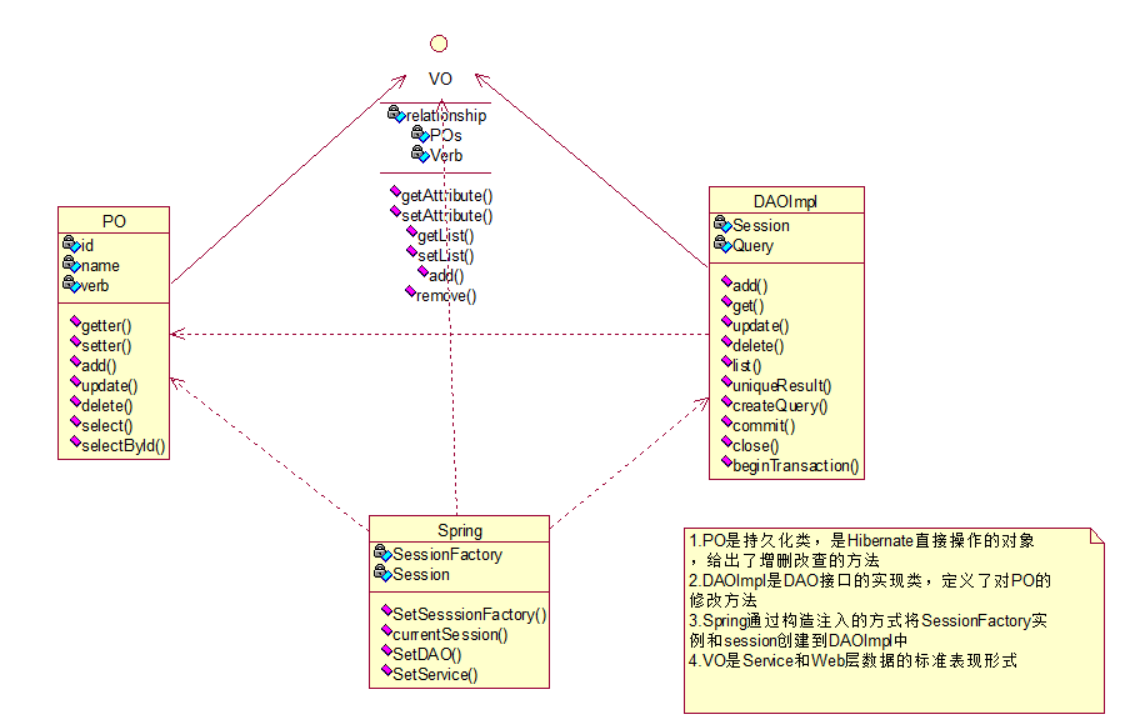 VO
relationship
POs
Verb
getAttribute()
setAttribute()
getList()
setList()
add()
remove()
PO
id
name
verb
getter()
setter()
add()
update()
delete()
select()
selectById()
DAOImpl
Session
Query
add()
get()
update()
delete()
list()
uniqueResult()
createQuery()
commit()
close()
beginTransaction()
Spring
SessionFactory
Session
SetSesssionFactory()
currentSession()
SetDAO()
SetService()
1.PO是持久化类，是Hibernate直接操作的对象
，给出了增删改查的方法
2.DAOImpl是DAO接口的实现类，定义了对PO的
修改方法
3.Spring通过构造注入的方式将SessionFactory实
例和session创建到DAOImpl中
4.VO是Service和Web层数据的标准表现形式